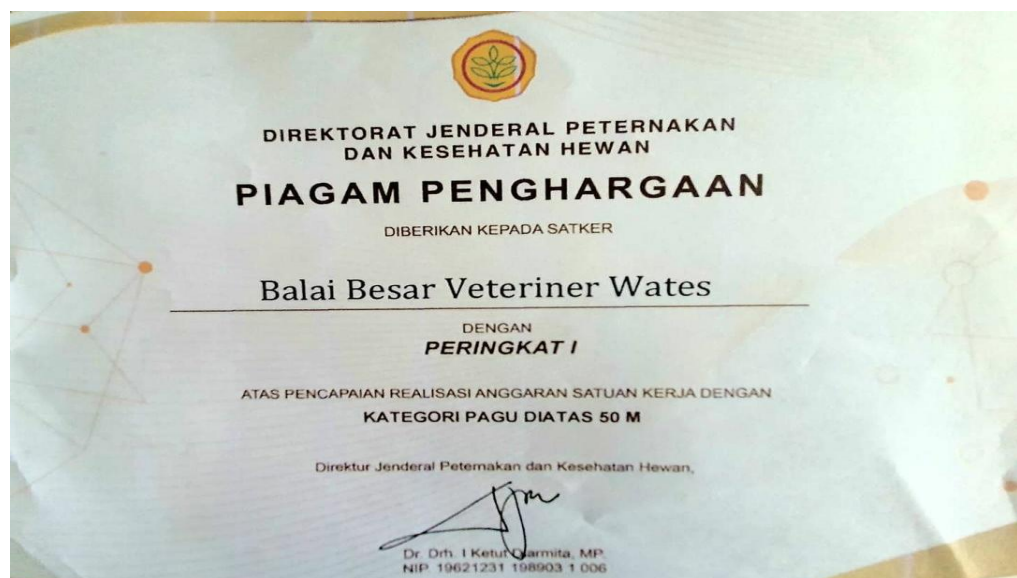 DIREKTORAT JENDERAL PETERNAKAN
DAN KESEHATAN HEWAN
PIAGAM PENGHARGAAN
DIBERIKAN KEPADA SATKER
Balai Besar Veteriner Wates
DENGAN
PERINGKAT I
ATAS PENCAPAIAN REALISASI ANGGARAN SATUAN KERJA DENGAN
KATEGORI PAGU DIATAS 50 M
Direktur Jenderal Peternakan dan Kesehatan Hewan,
Dr. Drh. I Ketut Diarmita, MP.
NIP. 19621231 198903 1 006